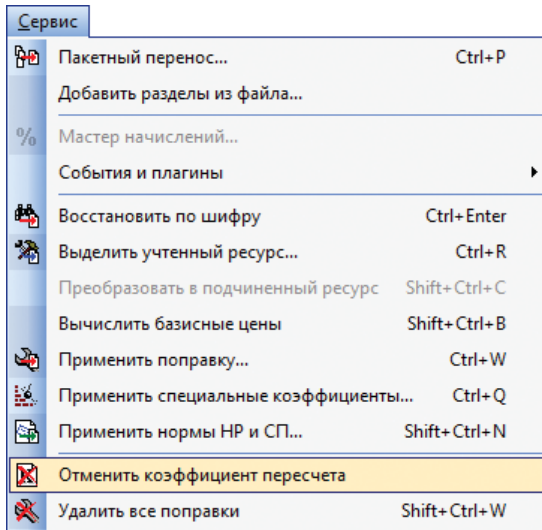 Сервис
Пакетный перенос... Ctrl+P
Добавить разделы из файла...
% Мастер начислений...
События и плагины
Восстановить по шифру Ctrl+Enter
Выделить учтенный ресурс... Ctrl+R
Преобразовать в подчиненный ресурс Shift+Ctrl+C
Вычислить базисные цены Shift+Ctrl+B
Применить поправку... Ctrl+W
Применить специальные коэффициенты... Ctrl+Q
Применить нормы НР и СП... Shift+Ctrl+N
Отменить коэффициент пересчета
Удалить все поправки Shift+Ctrl+W